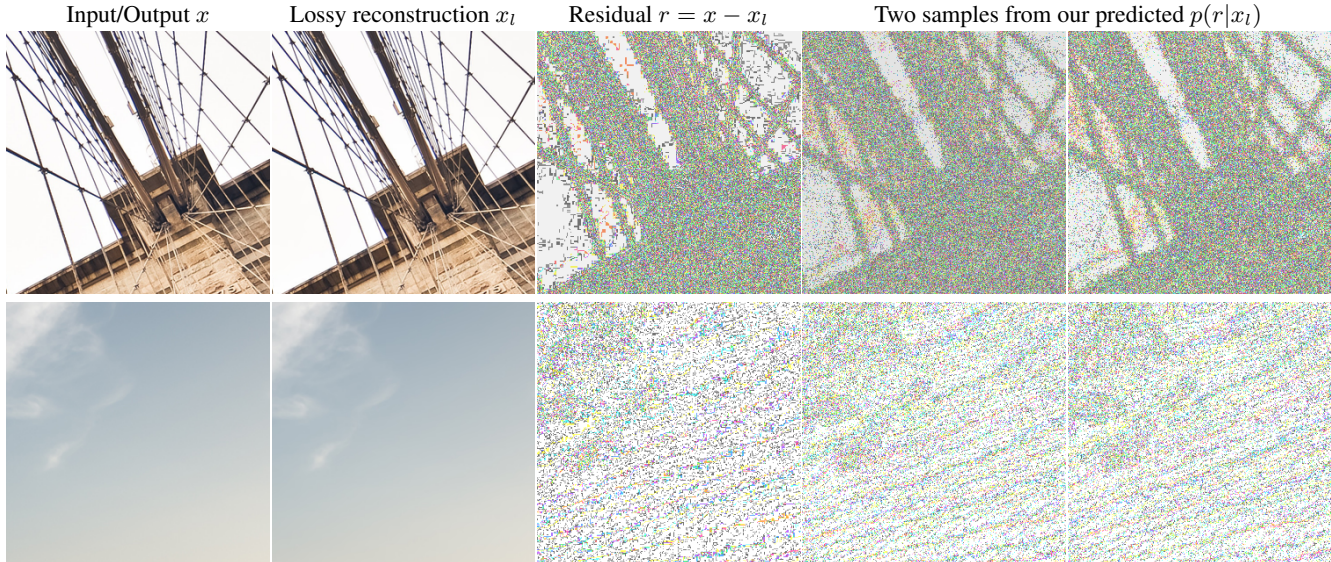 Input/Output $x$
Lossy reconstruction $x_l$
Residual $r = x - x_l$
Two samples from our predicted $p(r|x_l)$